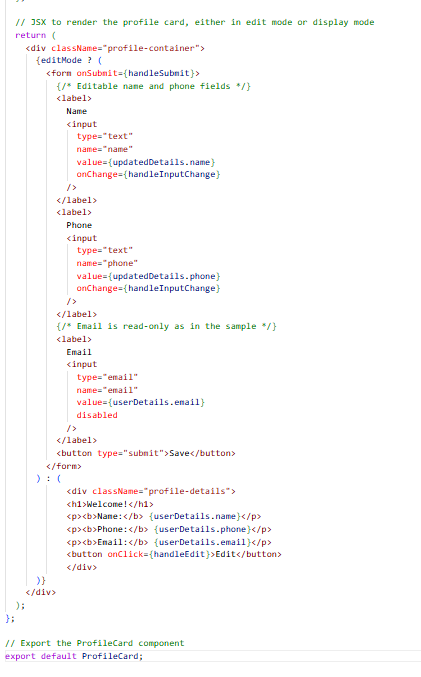 // JSX to render the profile card, either in edit mode or display mode
return (
<div className="profile-container">
{editMode ? (
<form onSubmit={handleSubmit}>
{/* Editable name and phone fields */}
<label>
Name
<input
type="text"
name="name"
value={updatedDetails.name}
onChange={handleInputChange}
/>
</label>
<label>
Phone
<input
type="text"
name="phone"
value={updatedDetails.phone}
onChange={handleInputChange}
/>
</label>
{/* Email is read-only as in the sample */}
<label>
Email
<input
type="email"
name="email"
value={userDetails.email}
disabled
/>
</label>
<button type="submit">Save</button>
</form>
) : (
<div className="profile-details">
<h1>Welcome!</h1>
<p><b>Name:</b> {userDetails.name}</p>
<p><b>Phone:</b> {userDetails.phone}</p>
<p><b>Email:</b> {userDetails.email}</p>
<button onClick={handleEdit}>Edit</button>
</div>
)}
</div>
);
};
// Export the ProfileCard component
export default ProfileCard;